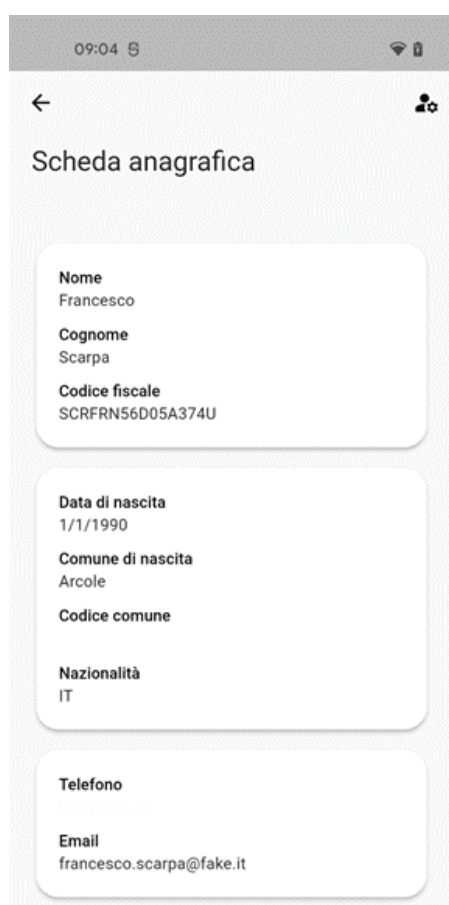 09:04
Scheda anagrafica
Nome
Francesco
Cognome
Scarpa
Codice fiscale
SCRFRN56D05A374U
Data di nascita
1/1/1990
Comune di nascita
Arcole
Codice comune
Nazionalità
IT
Telefono
Email
francesco.scarpa@fake.it